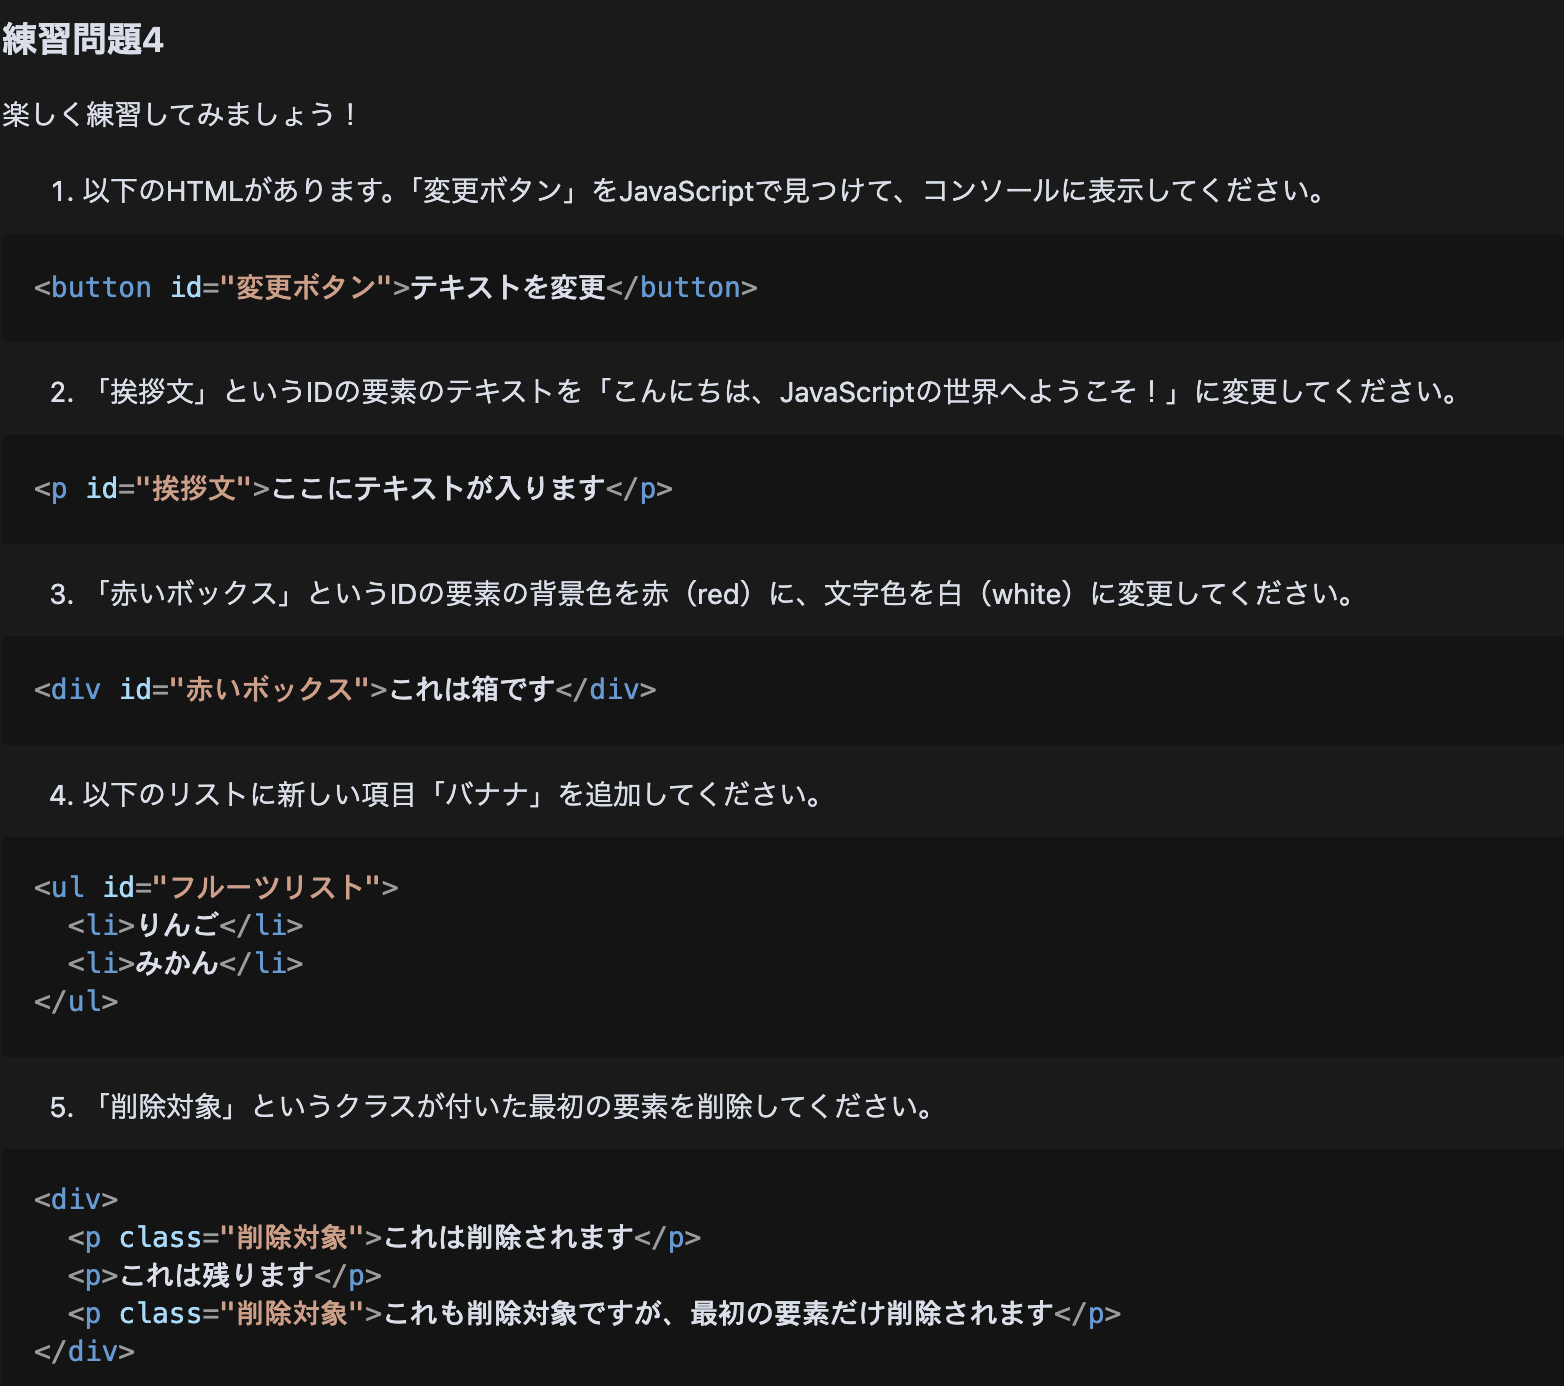 練習問題4
楽しく練習してみましょう！
1. 以下のHTMLがあります。「変更ボタン」をJavaScriptで見つけて、コンソールに表示してください。
<button id="変更ボタン">テキストを変更</button>
2. 「挨拶文」というIDの要素のテキストを「こんにちは、JavaScriptの世界へようこそ！」に変更してください。
<p id="挨拶文">ここにテキストが入ります</p>
3. 「赤いボックス」というIDの要素の背景色を赤（red）に、文字色を白（white）に変更してください。
<div id="赤いボックス">これは箱です</div>
4. 以下のリストに新しい項目「バナナ」を追加してください。
<ul id="フルーツリスト">
  <li>りんご</li>
  <li>みかん</li>
</ul>
5. 「削除対象」というクラスが付いた最初の要素を削除してください。
<div>
  <p class="削除対象">これは削除されます</p>
  <p>これは残ります</p>
  <p class="削除対象">これも削除対象ですが、最初の要素だけ削除されます</p>
</div>